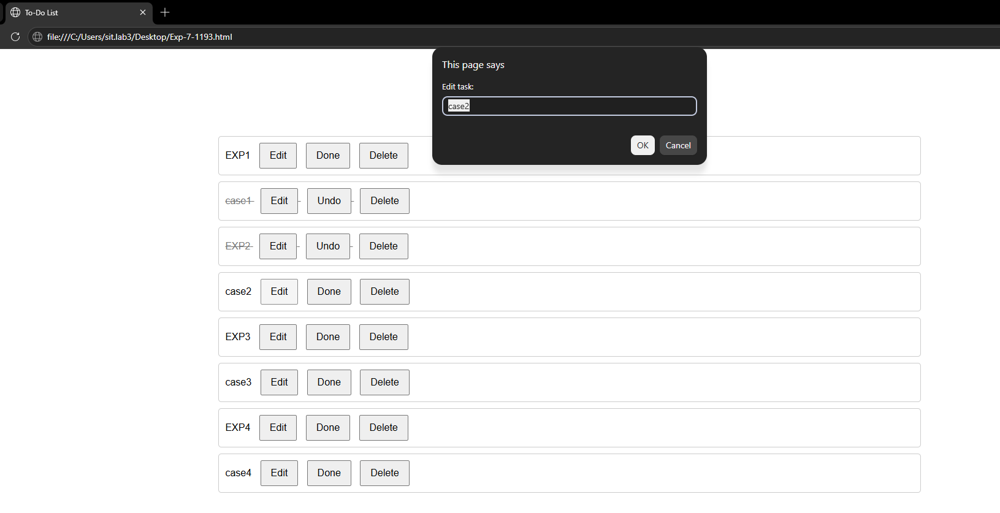 To-Do List
file:///C:/Users/sit.lab3/Desktop/Exp-7-1193.html
This page says
Edit task:
case2
OK Cancel
EXP1 Edit Done Delete
case1 Edit Undo Delete
EXP2 Edit Undo Delete
case2 Edit Done Delete
EXP3 Edit Done Delete
case3 Edit Done Delete
EXP4 Edit Done Delete
case4 Edit Done Delete